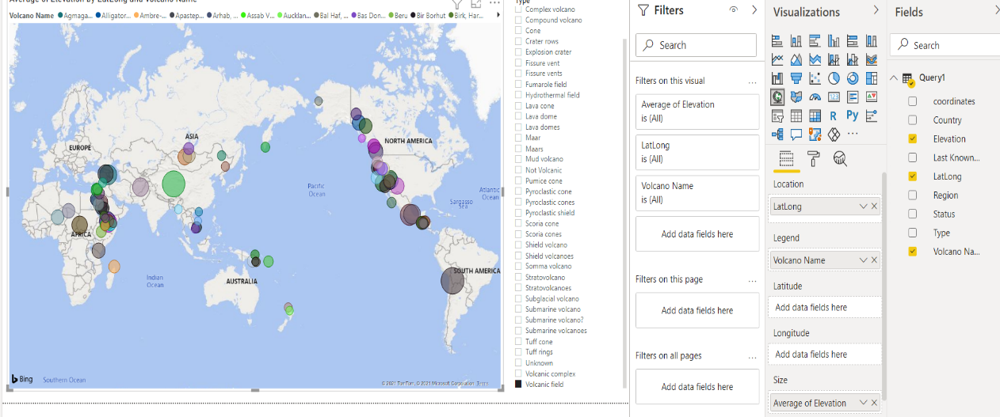 Average of Elevation by LatLong and Volcano Name
Volcano Name Agmaga... Alligator... Ambre-... Apastep... Arhab, ... Assab V... Aucklan... Bal Haf, ... Bas Don... Beru Bir Borhut Birk, Har...
EUROPE
ASIA
AFRICA
NORTH AMERICA
Pacific
Ocean
Atlantic
Ocean
Sargasso
Sea
Indian
Ocean
AUSTRALIA
SOUTH AMERICA
Bing
Southern Ocean
© 2021 TomTom, © 2021 Microsoft Corporation Terms
Type
Complex volcano
Compound volcano
Cone
Crater rows
Explosion crater
Fissure vent
Fissure vents
Fumarole field
Hydrothermal field
Lava cone
Lava dome
Lava domes
Maar
Maars
Mud volcano
Not Volcanic
Pumice cone
Pyroclastic cone
Pyroclastic cones
Pyroclastic shield
Scoria cone
Scoria cones
Shield volcano
Shield volcanoes
Somma volcano
Stratovolcano
Stratovolcanoes
Subglacial volcano
Submarine volcano
Submarine volcano?
Submarine volcanoes
Tuff cone
Tuff rings
Unknown
Volcanic complex
Volcanic field
Filters
Search
Filters on this visual ...
Average of Elevation
is (All)
LatLong
is (All)
Volcano Name
is (All)
Add data fields here
Filters on this page ...
Add data fields here
Filters on all pages ...
Add data fields here
Visualizations
123
R
Py
...
Location
LatLong
Legend
Volcano Name
Latitude
Add data fields here
Longitude
Add data fields here
Size
Average of Elevation
Fields
Search
Query1
coordinates
Country
Elevation
Last Known...
LatLong
Region
Status
Type
Volcano Na...